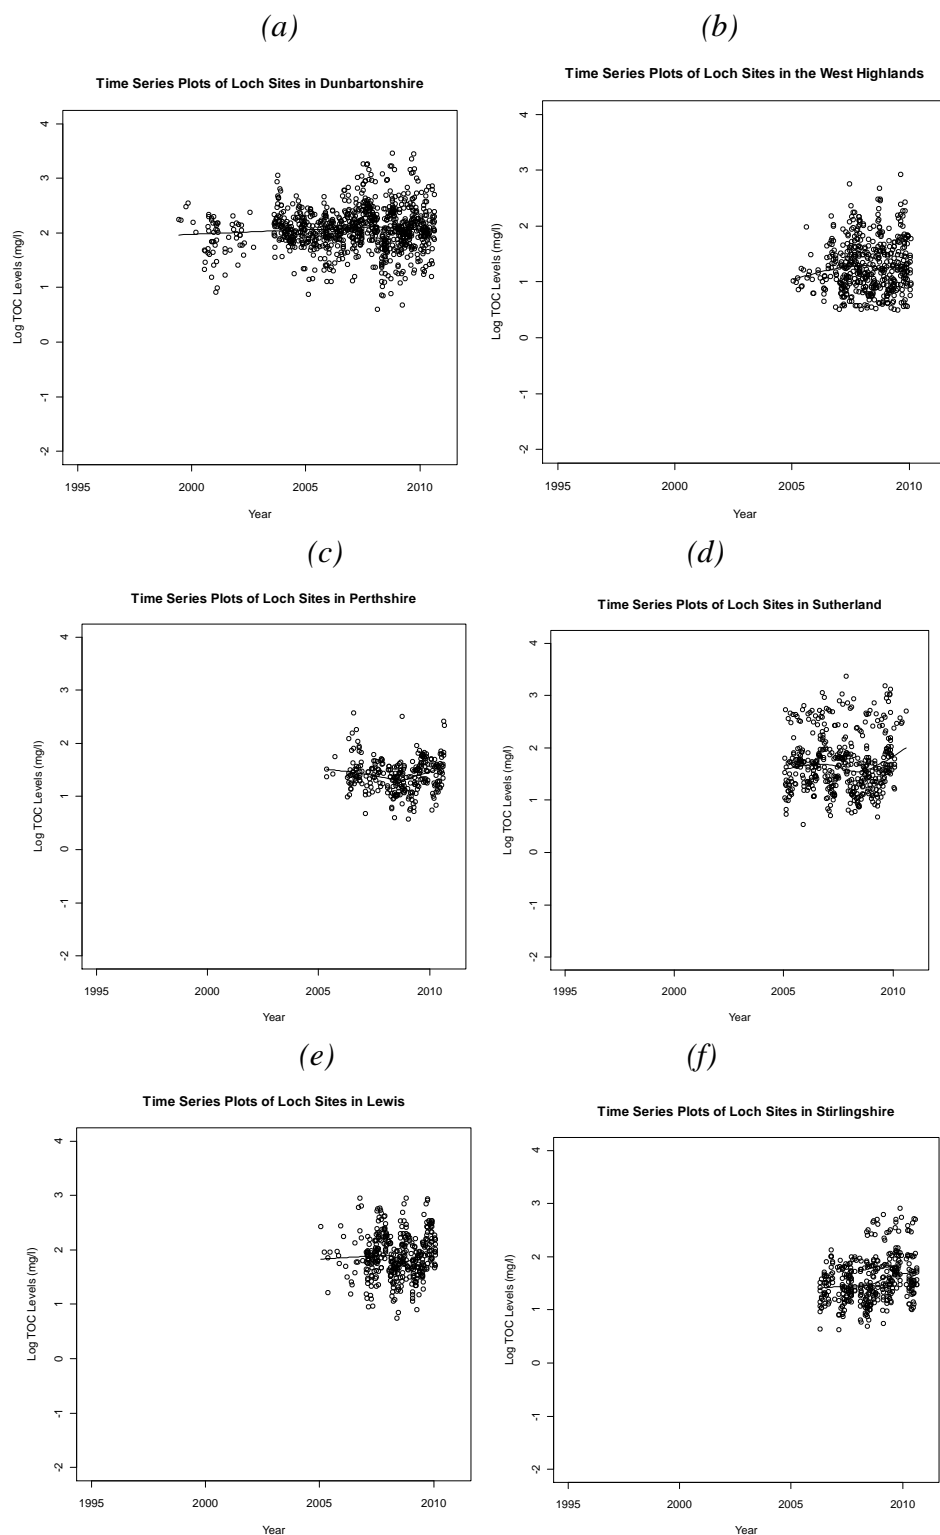 (a)
(b)
Time Series Plots of Loch Sites in Dunbartonshire
Time Series Plots of Loch Sites in the West Highlands
Log TOC Levels (mg/l)
4
3
2
1
0
-1
-2
1995 2000 2005 2010
Year
Log TOC Levels (mg/l)
4
3
2
1
0
-1
-2
1995 2000 2005 2010
Year
(c)
(d)
Time Series Plots of Loch Sites in Perthshire
Time Series Plots of Loch Sites in Sutherland
Log TOC Levels (mg/l)
4
3
2
1
0
-1
-2
1995 2000 2005 2010
Year
Log TOC Levels (mg/l)
4
3
2
1
0
-1
-2
1995 2000 2005 2010
Year
(e)
(f)
Time Series Plots of Loch Sites in Lewis
Time Series Plots of Loch Sites in Stirlingshire
Log TOC Levels (mg/l)
4
3
2
1
0
-1
-2
1995 2000 2005 2010
Year
Log TOC Levels (mg/l)
4
3
2
1
0
-1
-2
1995 2000 2005 2010
Year